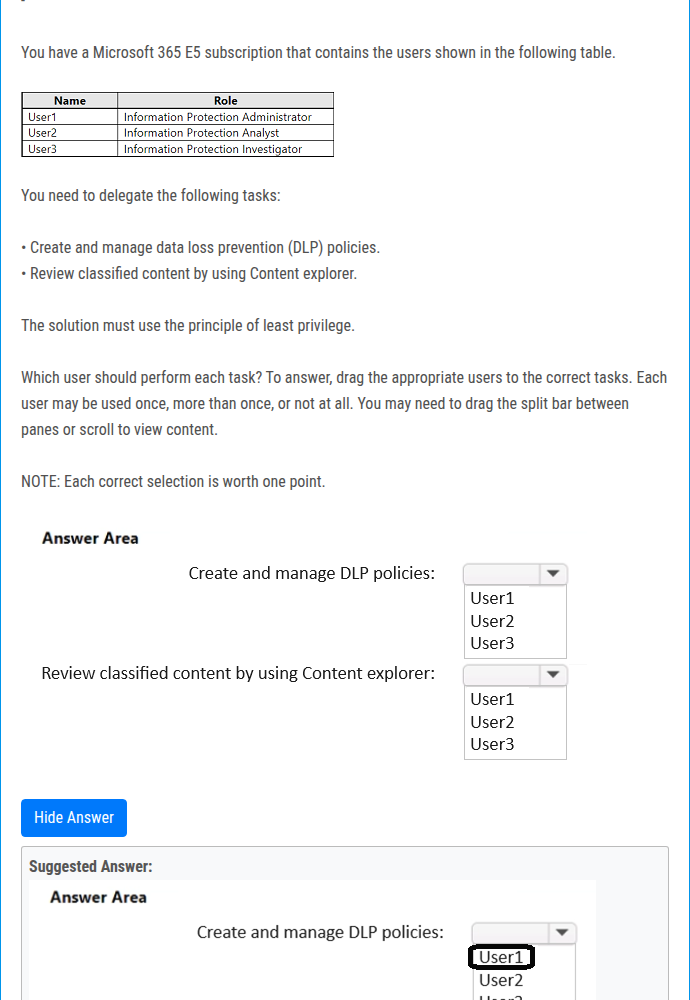 You have a Microsoft 365 E5 subscription that contains the users shown in the following table.
Name Role
User1 Information Protection Administrator
User2 Information Protection Analyst
User3 Information Protection Investigator
You need to delegate the following tasks:
• Create and manage data loss prevention (DLP) policies.
• Review classified content by using Content explorer.
The solution must use the principle of least privilege.
Which user should perform each task? To answer, drag the appropriate users to the correct tasks. Each
user may be used once, more than once, or not at all. You may need to drag the split bar between
panes or scroll to view content.
NOTE: Each correct selection is worth one point.
Answer Area
Create and manage DLP policies:
User1
User2
User3
Review classified content by using Content explorer:
User1
User2
User3
Hide Answer
Suggested Answer:
Answer Area
Create and manage DLP policies:
User1
User2